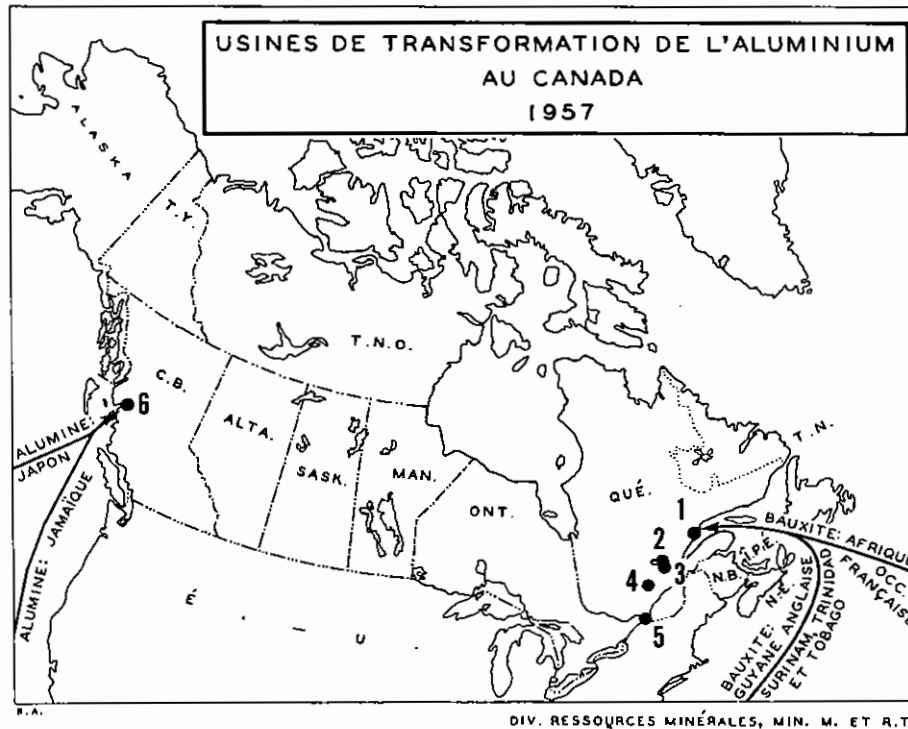 USINES DE TRANSFORMATION DE L'ALUMINIUM
AU CANADA
1957
ALASKA
T.Y.
T.N.O.
C.B.
6
ALTA.
SASK.
MAN.
ONT.
QUÉ.
T.N.
ALUMINE:
JAPON
ALUMINE: JAMAÏQUE
É-U
1
2
3
4
5
I.P.É.
N.B.
N.-É.
BAUXITE: AFRIQUE
OCC.
FRANÇAISE
BAUXITE:
GUYANE ANGLAISE
SURINAM, TRINIDAD
ET TOBAGO
DIV. RESSOURCES MINÉRALES, MIN. M. ET R.T.